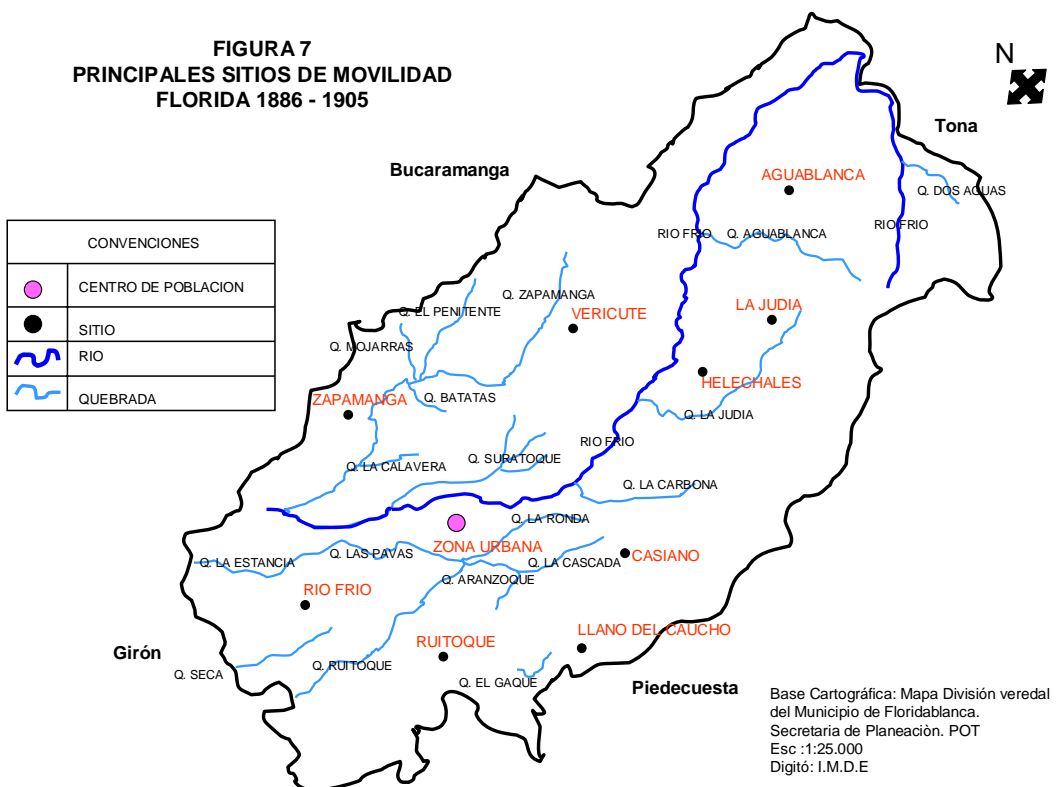 FIGURA 7
PRINCIPALES SITIOS DE MOVILIDAD
FLORIDA 1886 - 1905
N
Tona
Bucaramanga
AGUABLANCA
Q. DOS AGUAS
RIO FRIO
RIO FRIO
Q. AGUABLANCA
CONVENCIONES
CENTRO DE POBLACION
SITIO
RIO
QUEBRADA
Q. ZAPAMANGA
Q. EL PENITENTE
VERICUTE
LA JUDIA
Q. MOJARRAS
HELECHALES
Q. BATATAS
ZAPAMANGA
Q. LA JUDIA
RIO FRIO
Q. SURATOQUE
Q. LA CALAVERA
Q. LA CARBONA
Q. LA RONDA
ZONA URBANA
Q. LAS PAVAS
Q. LA ESTANCIA
Q. LA CASCADA
CASIANO
Q. ARANZOQUE
RIO FRIO
LLANO DEL CAUCHO
RUITOQUE
Girón
Q. RUITOQUE
Q. SECA
Q. EL GAQUE
Piedecuesta
Base Cartográfica: Mapa División veredal
del Municipio de Floridablanca.
Secretaria de Planeaciòn. POT
Esc :1:25.000
Digitó: I.M.D.E